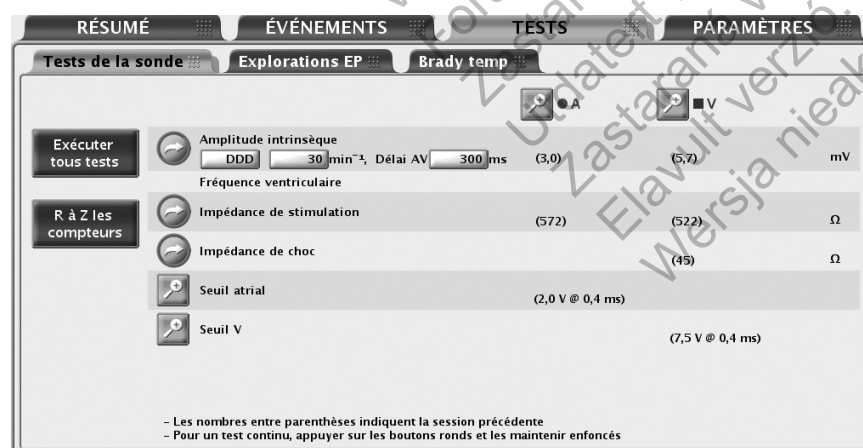 RÉSUMÉ ÉVÉNEMENTS TESTS PARAMÈTRES
Tests de la sonde Explorations EP Brady temp
A V
Exécuter
tous tests
Amplitude intrinsèque
DDD 30 min⁻¹, Délai AV 300 ms (3,0) (5,7) mV
Fréquence ventriculaire
R à Z les
compteurs
Impédance de stimulation (572) (522) Ω
Impédance de choc (45) Ω
Seuil atrial (2,0 V @ 0,4 ms)
Seuil V (7,5 V @ 0,4 ms)
– Les nombres entre parenthèses indiquent la session précédente
– Pour un test continu, appuyer sur les boutons ronds et les maintenir enfoncés
Elavult verzió.